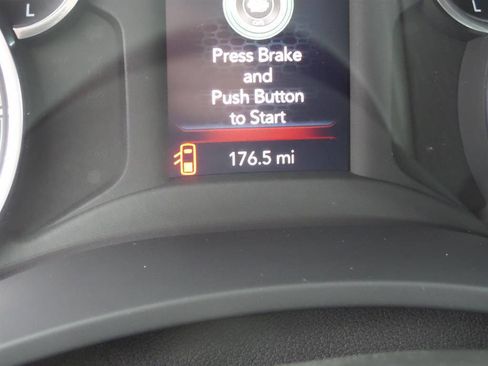 L
L
Press Brake
and
Push Button
to Start
176.5 mi